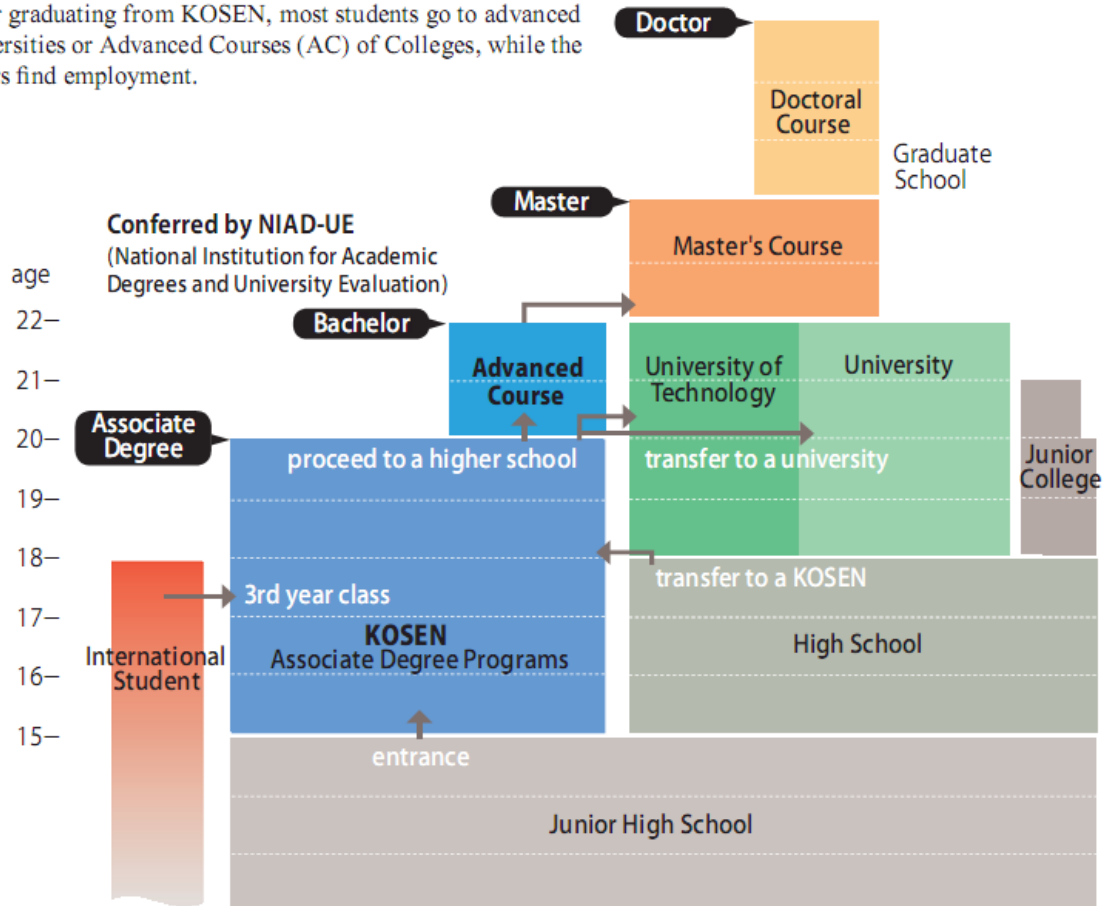 r graduating from KOSEN, most students go to advanced
ersities or Advanced Courses (AC) of Colleges, while the
rs find employment.
Doctor
Doctoral
Course
Graduate
School
Master
Master's Course
Conferred by NIAD-UE
(National Institution for Academic
Degrees and University Evaluation)
age
22
Bachelor
Advanced
Course
University of
Technology
University
21
20
Associate
Degree
proceed to a higher school
transfer to a university
Junior
College
19
18
transfer to a KOSEN
3rd year class
17
KOSEN
Associate Degree Programs
High School
International
Student
16
15
entrance
Junior High School